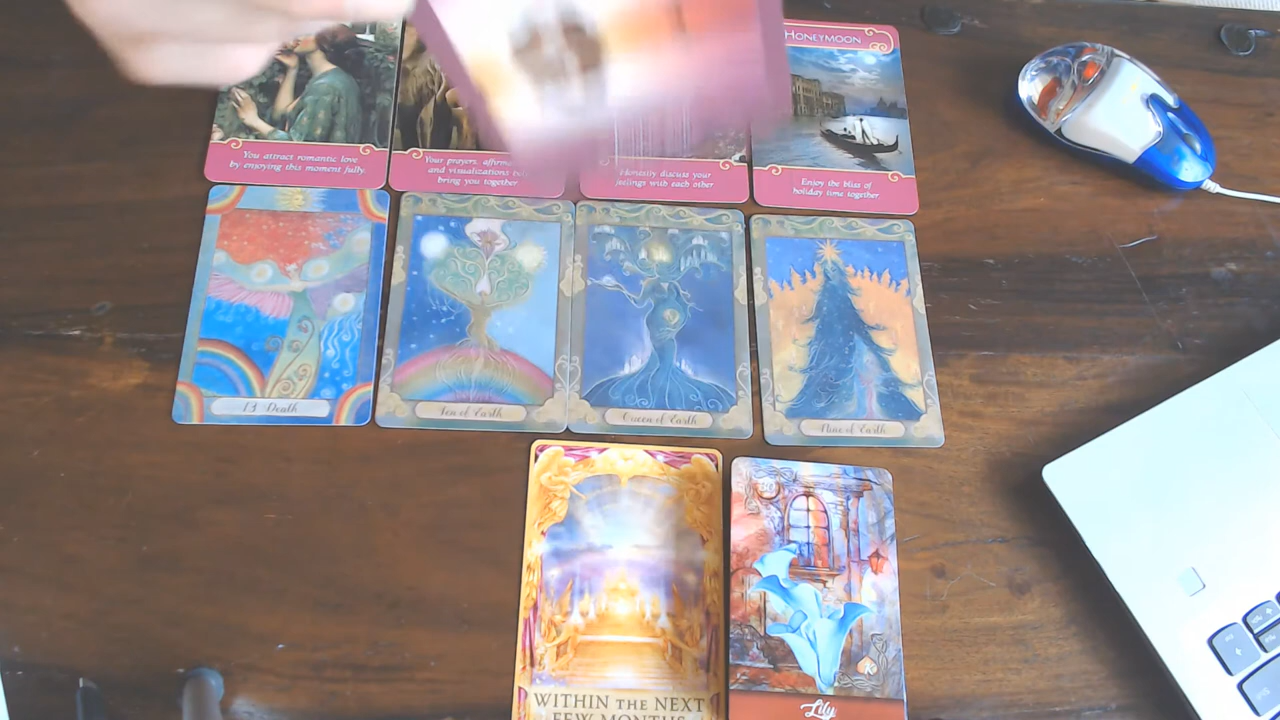 HONEYMOON
You attract romantic love
by enjoying this moment fully.
Your prayers, affirm
and visualizations
bring you together
Honestly discuss your
feelings with each other
Enjoy the bliss of
holiday time together.
13 Death
Ten of Earth
Queen of Earth
Nine of Earth
WITHIN THE NEXT
FEW MONTHS
Lily